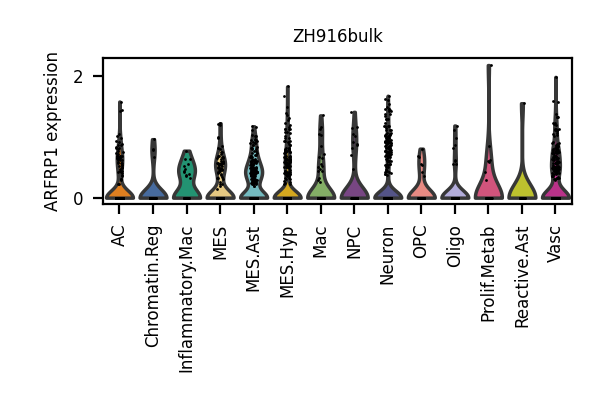 ZH916bulk
ARFRP1 expression
2
0
AC
Chromatin.Reg
Inflammatory.Mac
MES
MES.Ast
MES.Hyp
Mac
NPC
Neuron
OPC
Oligo
Prolif.Metab
Reactive.Ast
Vasc